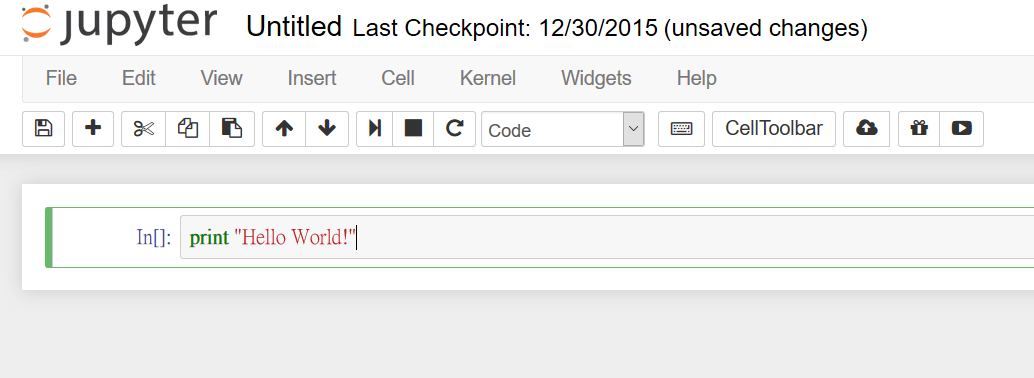 jupyter Untitled Last Checkpoint: 12/30/2015 (unsaved changes)
File Edit View Insert Cell Kernel Widgets Help
Code CellToolbar
In[]: print "Hello World!"